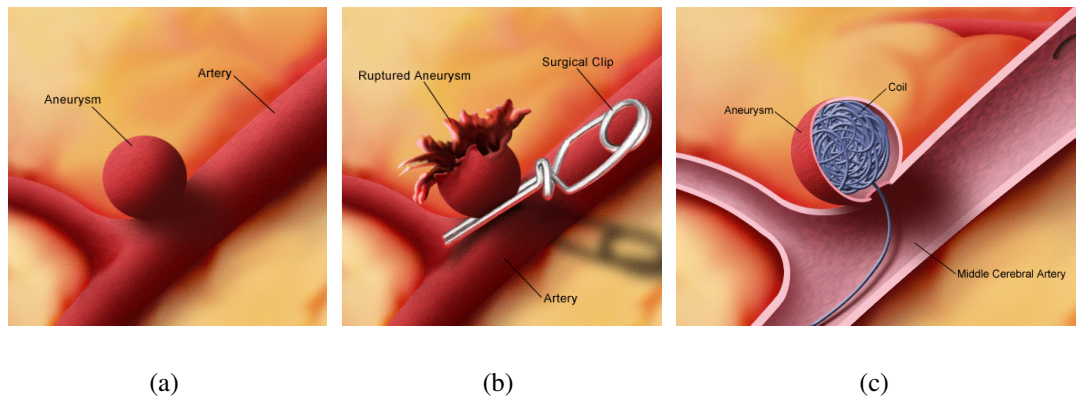 Artery
Aneurysm
Surgical Clip
Ruptured Aneurysm
Artery
Coil
Aneurysm
Middle Cerebral Artery
(a)
(b)
(c)